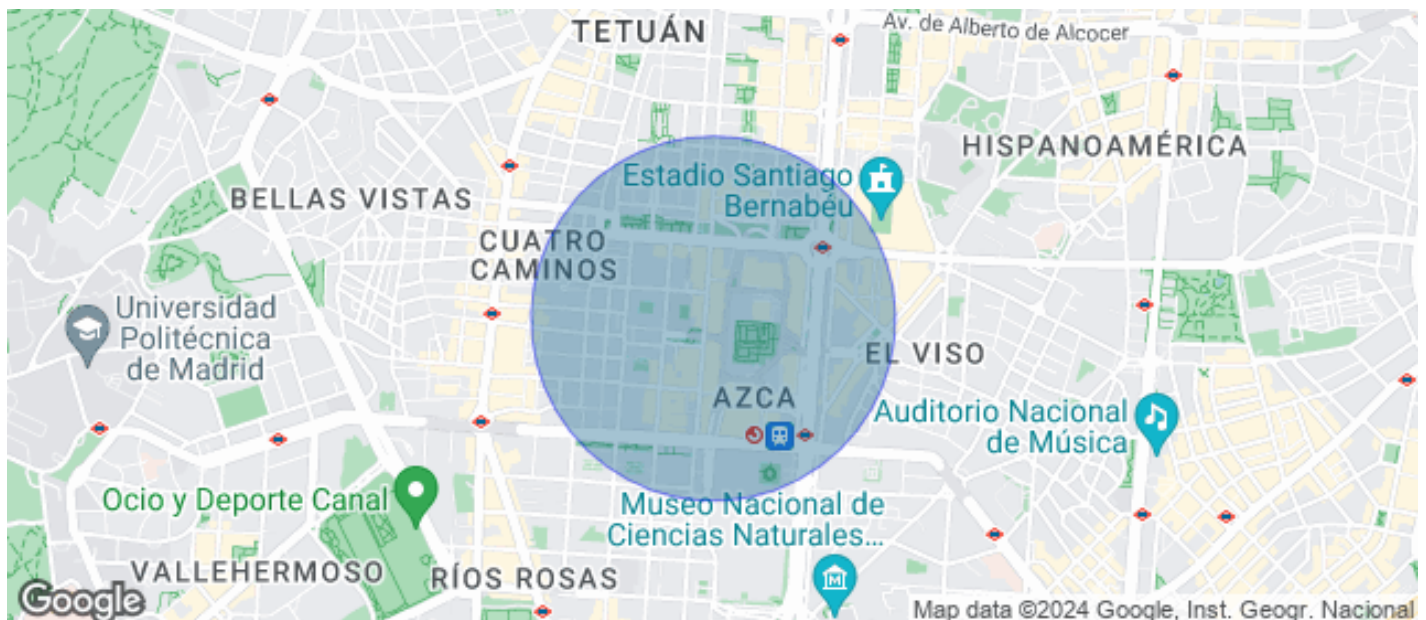 TETUÁN
Av. de Alberto de Alcocer
HISPANOAMÉRICA
Estadio Santiago
Bernabéu
BELLAS VISTAS
CUATRO
CAMINOS
Universidad
Politécnica
de Madrid
EL VISO
AZCA
Auditorio Nacional
de Música
Ocio y Deporte Canal
Museo Nacional de
Ciencias Naturales...
VALLEHERMOSO
RÍOS ROSAS
M
Google
Map data ©2024 Google, Inst. Geogr. Nacional